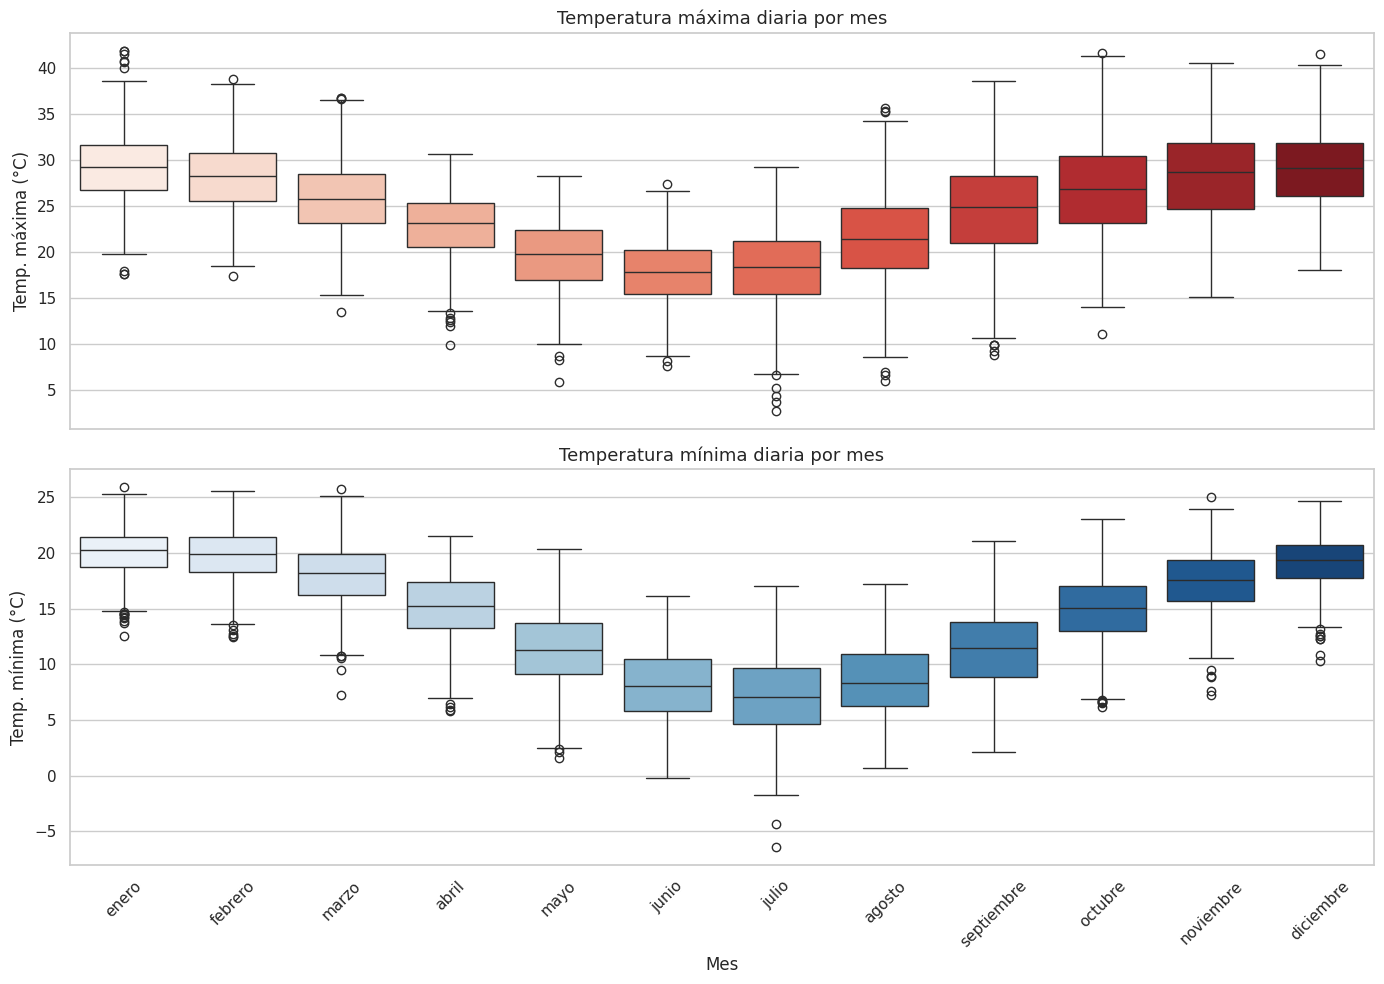 Temperatura máxima diaria por mes
Temp. máxima (°C)
40
35
30
25
20
15
10
5
Temperatura mínima diaria por mes
Temp. mínima (°C)
25
20
15
10
5
0
−5
enero
febrero
marzo
abril
mayo
junio
julio
agosto
septiembre
octubre
noviembre
diciembre
Mes